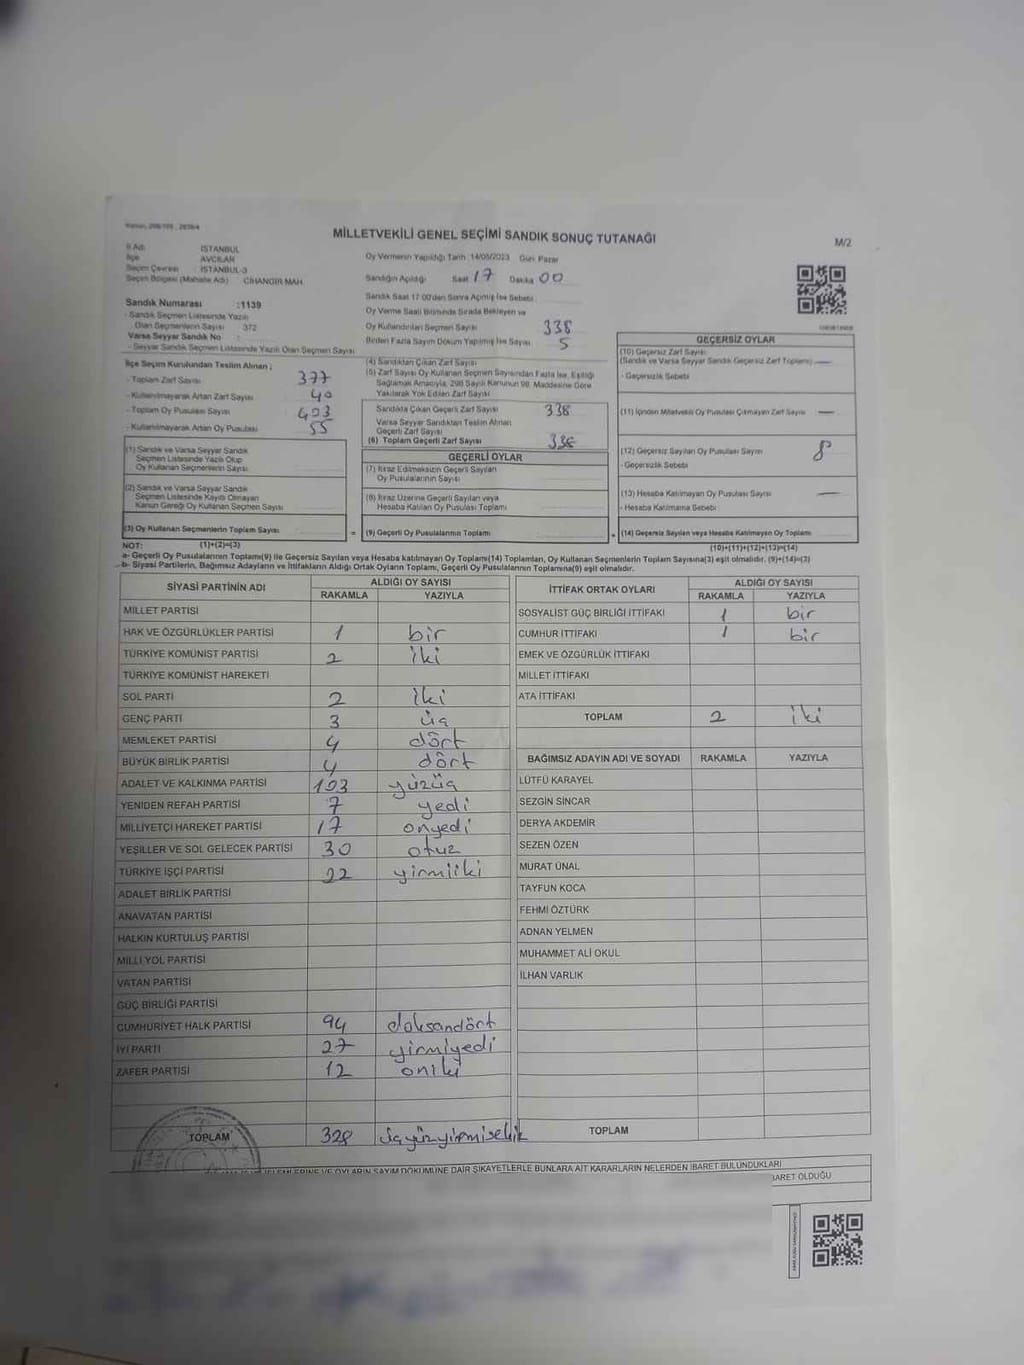 MİLLETVEKİLİ GENEL SEÇİMİ SANDIK SONUÇ TUTANAĞI
M/2
İl Adı İSTANBUL
İlçe AVCILAR
Seçim Çevresi İSTANBUL-3
Seçim Bölgesi (Mahalle Adı) CİHANGİR MAH.
Sandık Numarası :1139
- Sandık Seçmen Listesinde Yazılı
Olan Seçmenlerin Sayısı 372
Varsa Seyyar Sandık No :
- Seyyar Sandık Seçmen Listesinde Yazılı Olan Seçmen Sayısı
İlçe Seçim Kurulundan Teslim Alınan ;
- Toplam Zarf Sayısı 377
- Kullanılmayarak Artan Zarf Sayısı 40
- Toplam Oy Pusulası Sayısı 403
- Kullanılmayarak Artan Oy Pusulası 55
(1) Sandık ve Varsa Seyyar Sandık
Seçmen Listesinde Yazılı Olup
Oy Kullanan Seçmenlerin Sayısı
(2) Sandık ve Varsa Seyyar Sandık
Seçmen Listesinde Kayıtlı Olmayan
Kanun Gereği Oy Kullanan Seçmen Sayısı
(3) Oy Kullanan Seçmenlerin Toplam Sayısı
Oy Vermenin Yapıldığı Tarih 14/05/2023 Gün Pazar
Sandığın Açıldığı Saat 17 Dakika 00
Sandık Saat 17.00'den Sonra Açılmış İse Sebebi
Oy Verme Saati Bitiminde Sırada Bekleyen ve
Oy Kullandırılan Seçmen Sayısı 338
Birden Fazla Sayım Döküm Yapılmış İse Sayısı 5
(4) Sandıktan Çıkan Zarf Sayısı
(5) Zarf Sayısı Oy Kullanan Seçmen Sayısından Fazla İse, Eşitliği
Sağlamak Amacıyla, 298 Sayılı Kanunun 98. Maddesine Göre
Yakılarak Yok Edilen Zarf Sayısı
Sandıkta Çıkan Geçerli Zarf Sayısı 338
Varsa Seyyar Sandıktan Teslim Alınan
Geçerli Zarf Sayısı
(6) Toplam Geçerli Zarf Sayısı 338
GEÇERLİ OYLAR
(7) İtiraz Edilmeksizin Geçerli Sayılan
Oy Pusulalarının Sayısı
(8) İtiraz Üzerine Geçerli Sayılan veya
Hesaba Katılan Oy Pusulası Toplamı
= (9) Geçerli Oy Pusulalarının Toplamı
GEÇERSİZ OYLAR
(10) Geçersiz Zarf Sayısı
(Sandık ve Varsa Seyyar Sandık Geçersiz Zarf Toplamı) —
- Geçersizlik Sebebi
(11) İçinden Milletvekili Oy Pusulası Çıkmayan Zarf Sayısı —
(12) Geçersiz Sayılan Oy Pusulası Sayısı 8
- Geçersizlik Sebebi
(13) Hesaba Katılmayan Oy Pusulası Sayısı —
- Hesaba Katılmama Sebebi
+ (14) Geçersiz Sayılan veya Hesaba Katılmayan Oy Toplamı
NOT: (1)+(2)=(3) (10)+(11)+(12)+(13)=(14)
a- Geçerli Oy Pusulalarının Toplamı(9) ile Geçersiz Sayılan veya Hesaba katılmayan Oy Toplamı(14) Toplamları, Oy Kullanan Seçmenlerin Toplam Sayısına(3) eşit olmalıdır. (9)+(14)=(3)
b- Siyasi Partilerin, Bağımsız Adayların ve İttifakların Aldığı Ortak Oyların Toplamı, Geçerli Oy Pusulalarının Toplamına(9) eşit olmalıdır.
SİYASİ PARTİNİN ADI ALDIĞI OY SAYISI
RAKAMLA YAZIYLA
MİLLET PARTİSİ
HAK VE ÖZGÜRLÜKLER PARTİSİ 1 bir
TÜRKİYE KOMÜNİST PARTİSİ 2 iki
TÜRKİYE KOMÜNİST HAREKETİ
SOL PARTİ 2 iki
GENÇ PARTİ 3 üç
MEMLEKET PARTİSİ 4 dört
BÜYÜK BİRLİK PARTİSİ 4 dört
ADALET VE KALKINMA PARTİSİ 103 yüzüç
YENİDEN REFAH PARTİSİ 7 yedi
MİLLİYETÇİ HAREKET PARTİSİ 17 onyedi
YEŞİLLER VE SOL GELECEK PARTİSİ 30 otuz
TÜRKİYE İŞÇİ PARTİSİ 22 yirmiiki
ADALET BİRLİK PARTİSİ
ANAVATAN PARTİSİ
HALKIN KURTULUŞ PARTİSİ
MİLLİ YOL PARTİSİ
VATAN PARTİSİ
GÜÇ BİRLİĞİ PARTİSİ
CUMHURİYET HALK PARTİSİ 94 doksandört
İYİ PARTİ 27 yirmiyedi
ZAFER PARTİSİ 12 oniki
TOPLAM 328 üçyüzyirmisekiz
İTTİFAK ORTAK OYLARI ALDIĞI OY SAYISI
RAKAMLA YAZIYLA
SOSYALİST GÜÇ BİRLİĞİ İTTİFAKI 1 bir
CUMHUR İTTİFAKI 1 bir
EMEK VE ÖZGÜRLÜK İTTİFAKI
MİLLET İTTİFAKI
ATA İTTİFAKI
TOPLAM 2 iki
BAĞIMSIZ ADAYIN ADI VE SOYADI RAKAMLA YAZIYLA
LÜTFÜ KARAYEL
SEZGİN SİNCAR
DERYA AKDEMİR
SEZEN ÖZEN
MURAT ÜNAL
TAYFUN KOCA
FEHMİ ÖZTÜRK
ADNAN YELMEN
MUHAMMET ALİ OKUL
İLHAN VARLIK
TOPLAM
İŞLEMLERİNE VE OYLARIN SAYIM DÖKÜMÜNE DAİR ŞİKAYETLERLE BUNLARA AİT KARARLARIN NELERDEN İBARET BULUNDUKLARI
İBARET OLDUĞU